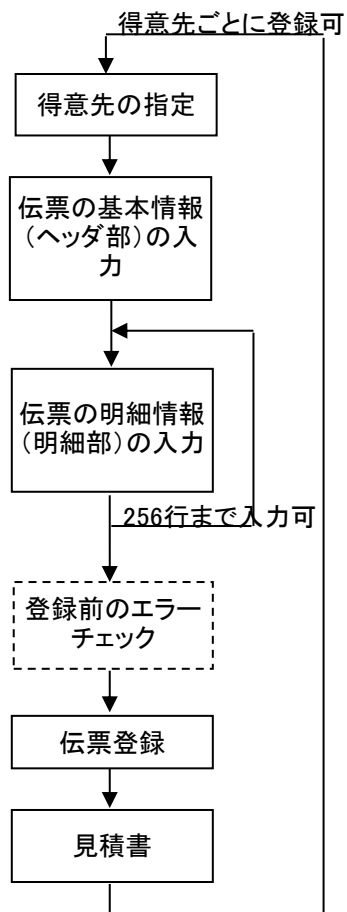 得意先ごとに登録可
得意先の指定
伝票の基本情報
（ヘッダ部）の入
力
伝票の明細情報
（明細部）の入力
256行まで入力可
登録前のエラー
チェック
伝票登録
見積書